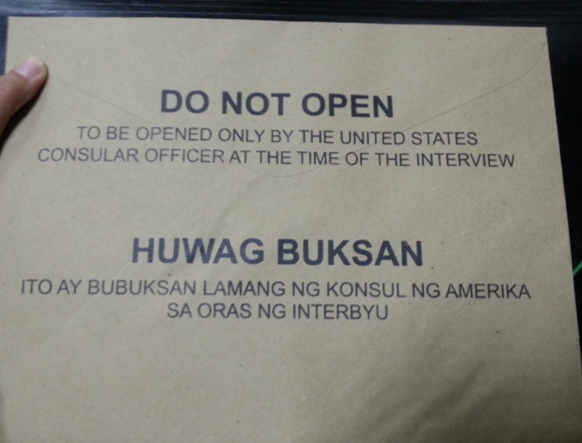 DO NOT OPEN
TO BE OPENED ONLY BY THE UNITED STATES
CONSULAR OFFICER AT THE TIME OF THE INTERVIEW
HUWAG BUKSAN
ITO AY BUBUKSAN LAMANG NG KONSUL NG AMERIKA
SA ORAS NG INTERBYU